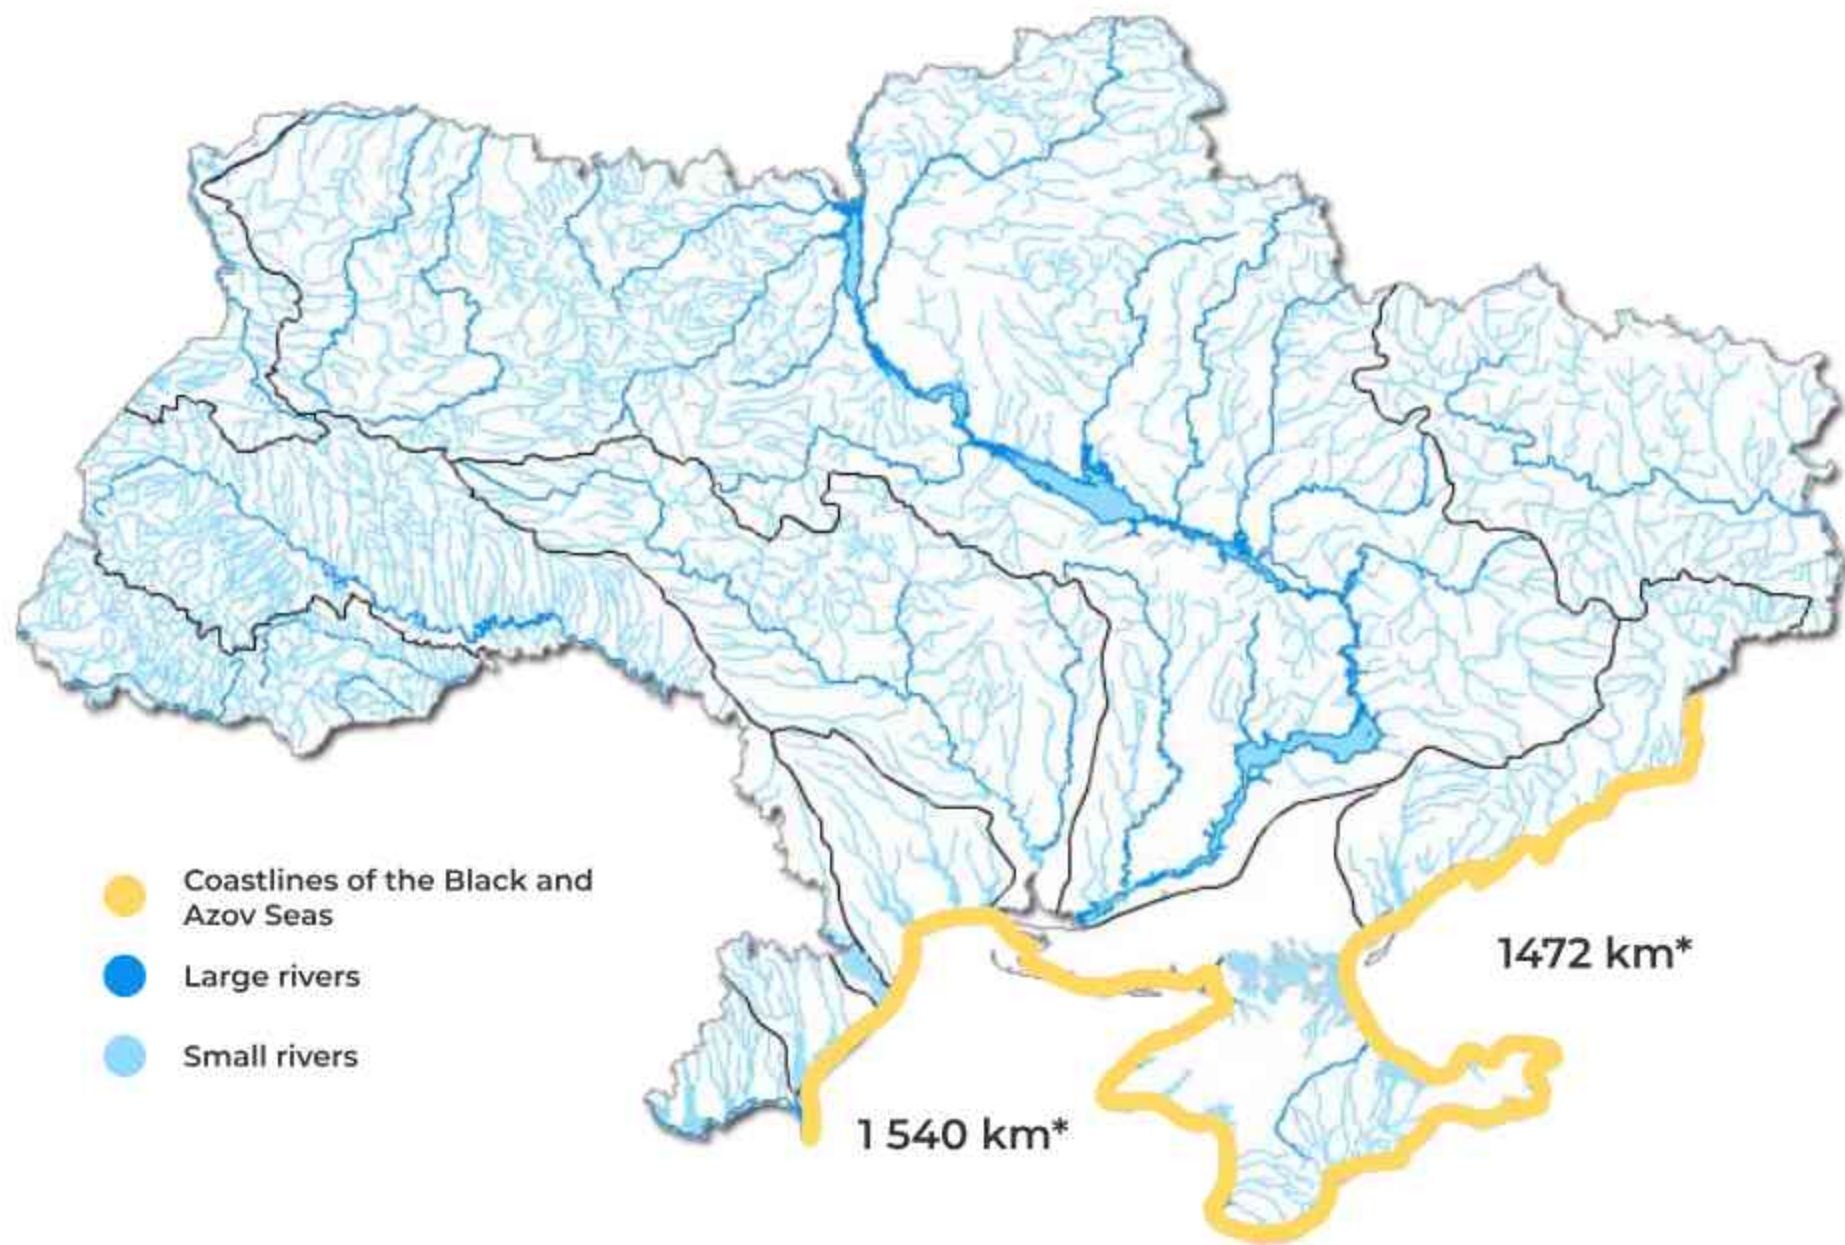 Coastlines of the Black and
Azov Seas
Large rivers
Small rivers
1472 km*
1 540 km*